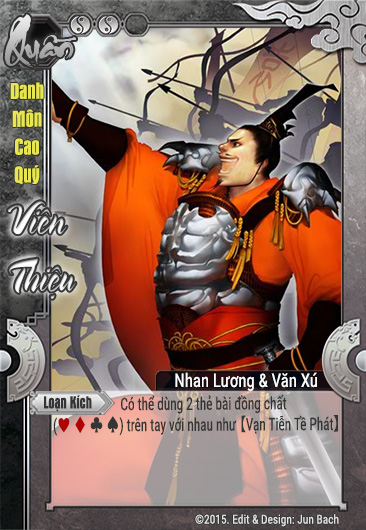 Quần
Danh
Môn
Cao
Quý
Viên
Thiệu
Nhan Lương & Văn Xú
Loạn Kích
Có thể dùng 2 thẻ bài đồng chất
(♥ ♦ ♣ ♠) trên tay với nhau như【Vạn Tiễn Tề Phát】
©2015. Edit & Design: Jun Bach